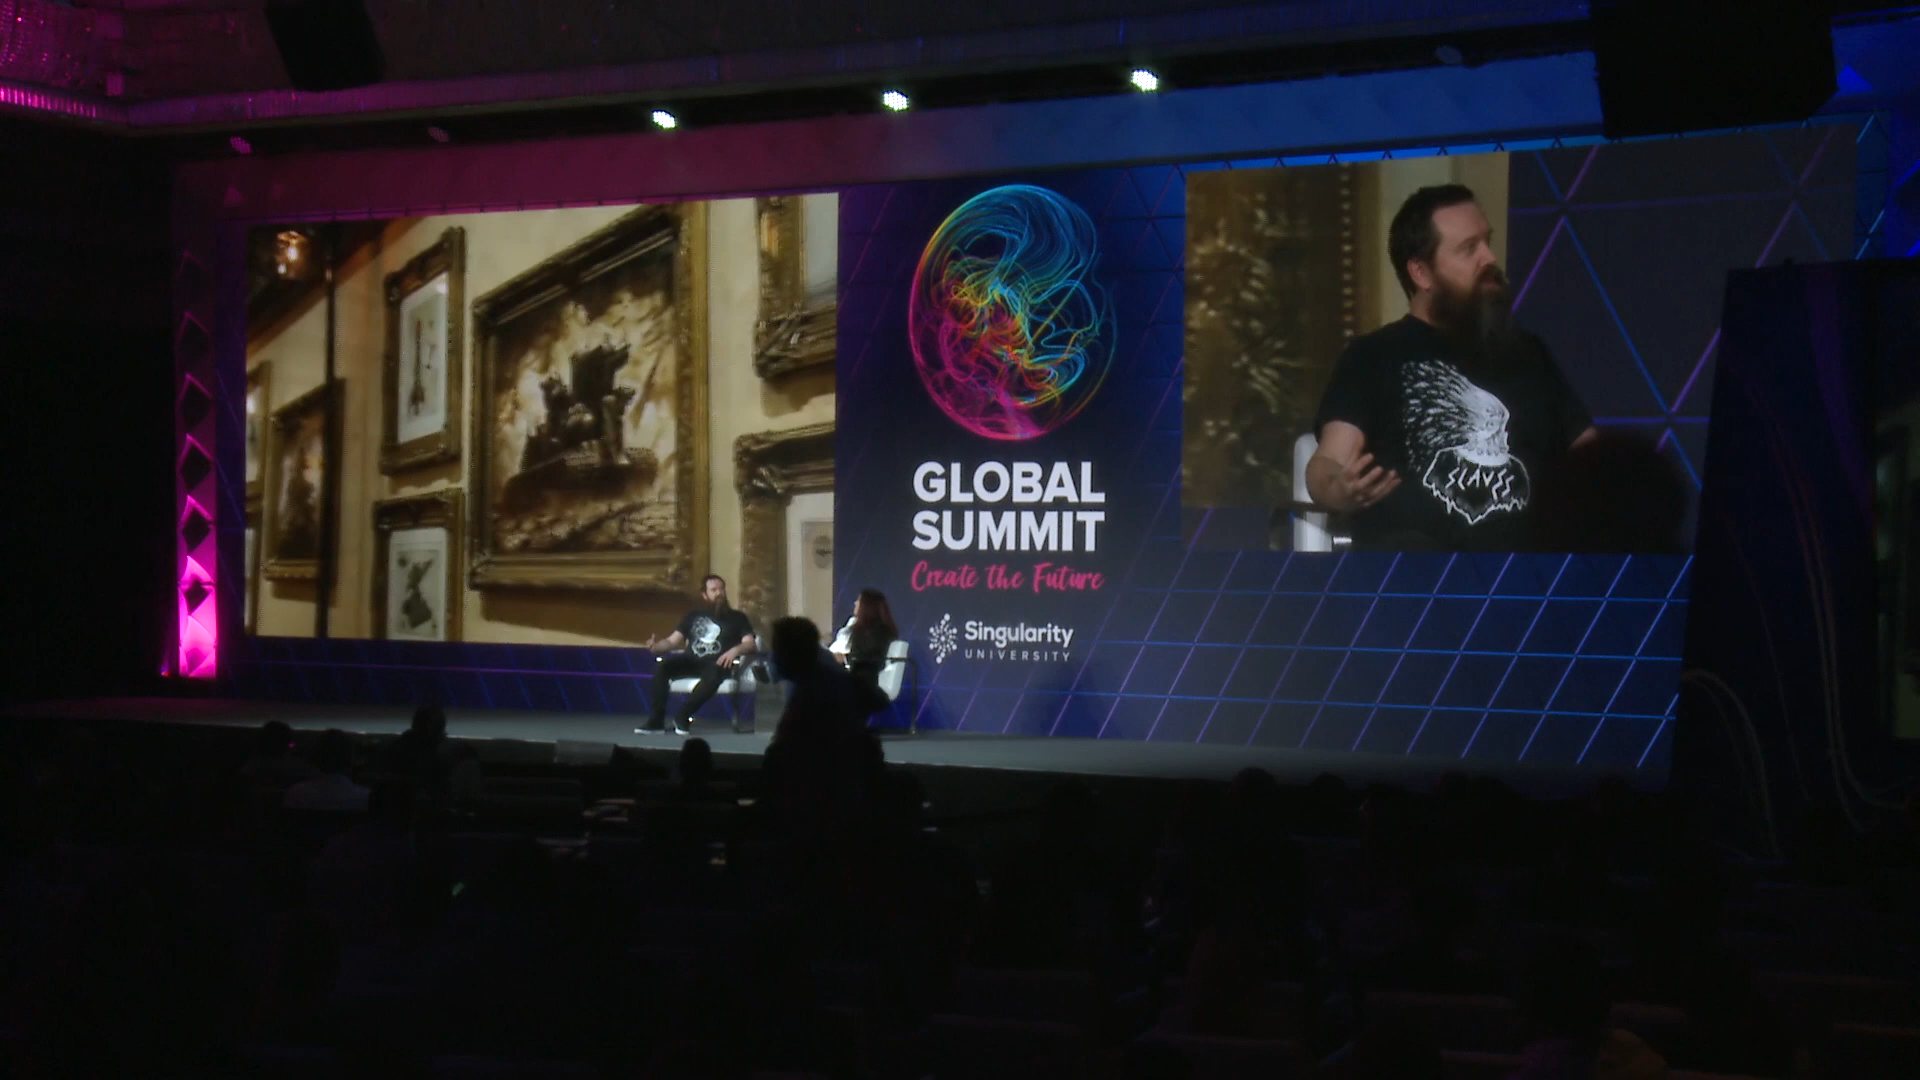 GLOBAL
SUMMIT
Create the Future
Singularity
UNIVERSITY
SLAVES